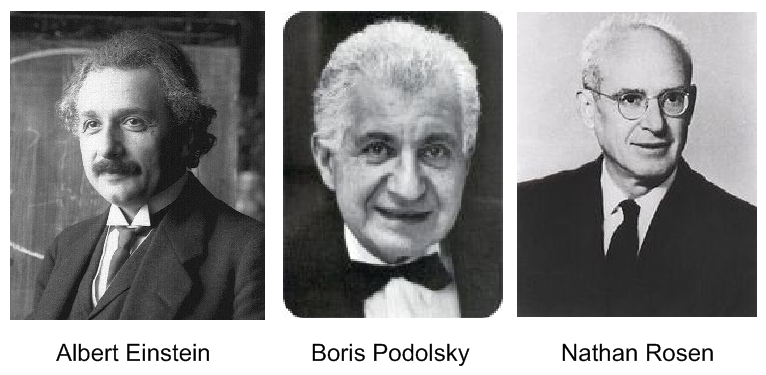 Albert Einstein
Boris Podolsky
Nathan Rosen